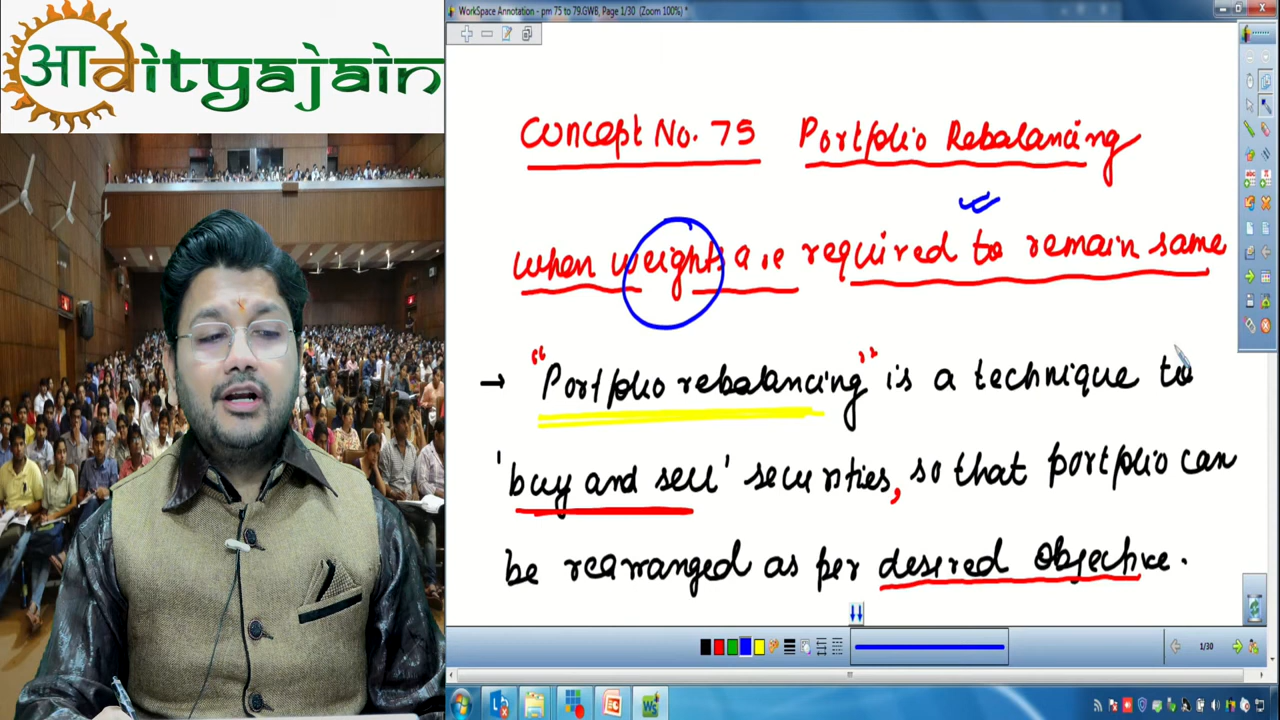 आdityajain
WorkSpace Annotation - pm 75 to 79.GWB, Page 1/30 (Zoom 100%) *
Concept No. 75 Portfolio Rebalancing
when weights are required to remain same
→ "Portfolio rebalancing" is a technique to
'buy and sell' securities, so that portfolio can
be rearranged as per desired objective.
1/30